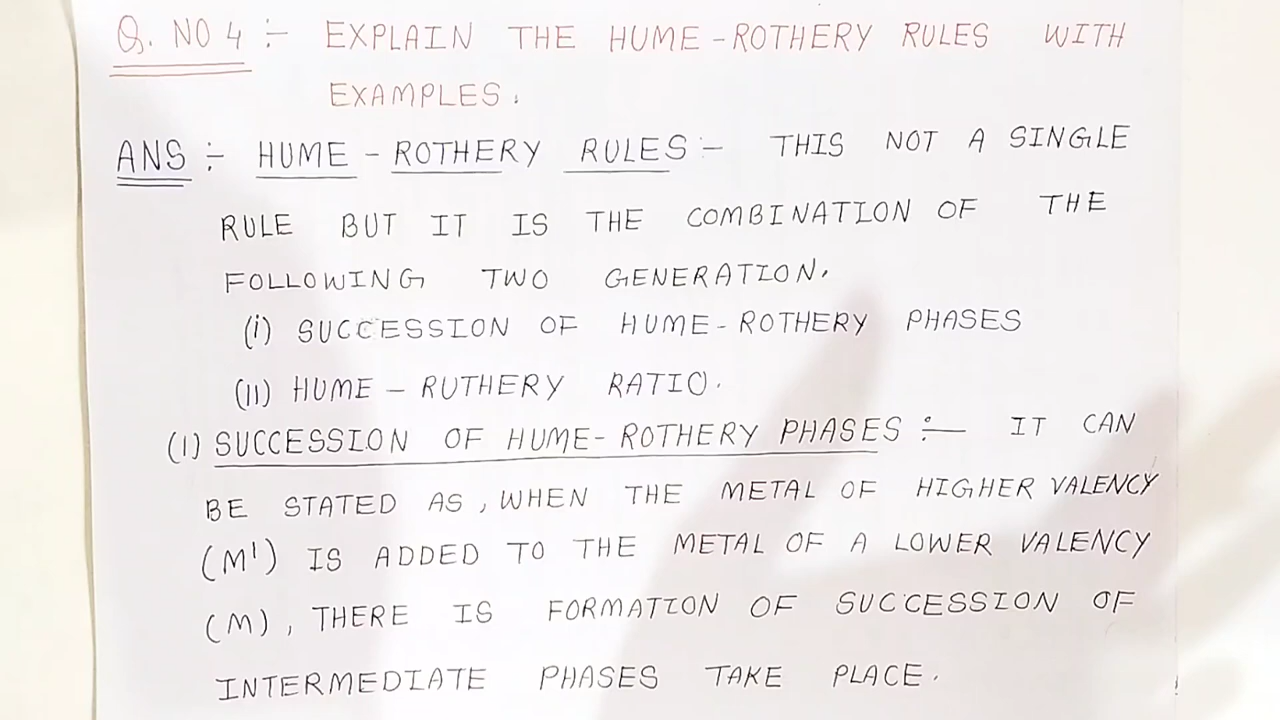 Q. NO 4 :- EXPLAIN THE HUME-ROTHERY RULES WITH
EXAMPLES.
ANS :- HUME - ROTHERY RULES :- THIS NOT A SINGLE
RULE BUT IT IS THE COMBINATION OF THE
FOLLOWING TWO GENERATION.
(i) SUCCESSION OF HUME-ROTHERY PHASES
(II) HUME - RUTHERY RATIO.
(I) SUCCESSION OF HUME-ROTHERY PHASES :- IT CAN
BE STATED AS, WHEN THE METAL OF HIGHER VALENCY
(M') IS ADDED TO THE METAL OF A LOWER VALENCY
(M), THERE IS FORMATION OF SUCCESSION OF
INTERMEDIATE PHASES TAKE PLACE.